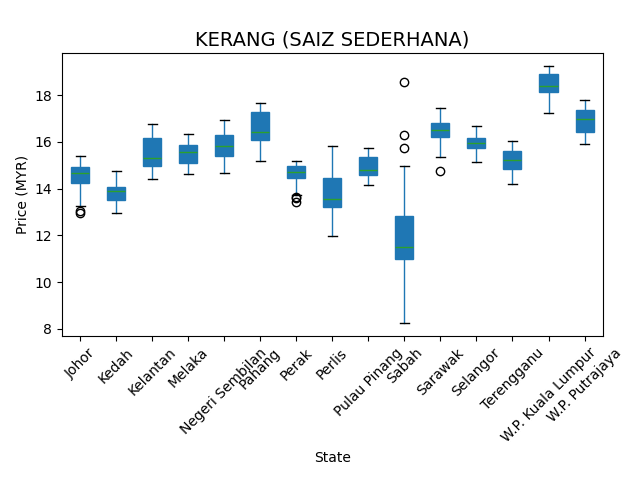 KERANG (SAIZ SEDERHANA)
Price (MYR)
18
16
14
12
10
8
Johor
Kedah
Kelantan
Melaka
Negeri Sembilan
Pahang
Perak
Perlis
Pulau Pinang
Sabah
Sarawak
Selangor
Terengganu
W.P. Kuala Lumpur
W.P. Putrajaya
State